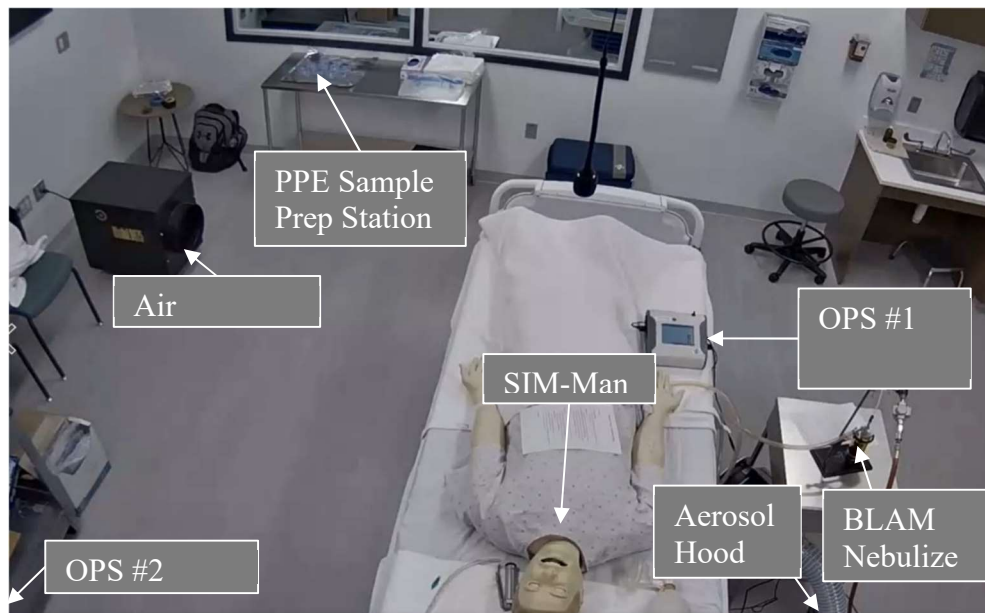 PPE Sample
Prep Station
Air
OPS #1
SIM-Man
Aerosol
Hood
BLAM
Nebulize
OPS #2